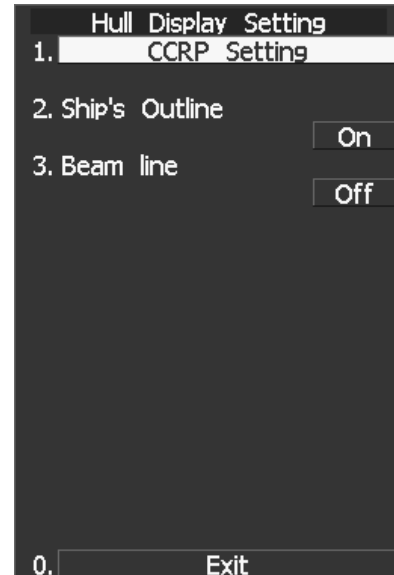 Hull Display Setting
1. CCRP Setting
2. Ship's Outline
On
3. Beam line
Off
0. Exit